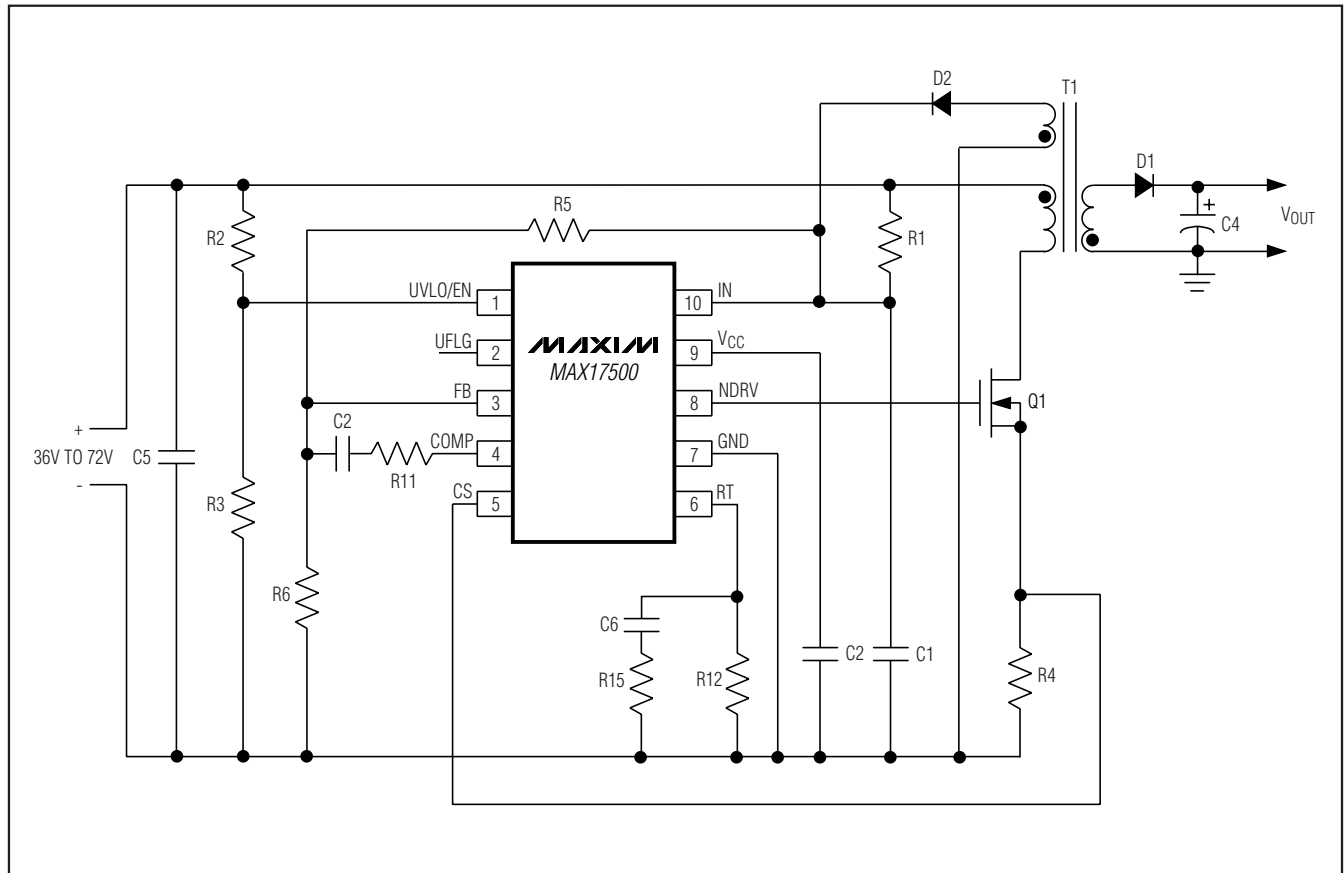 D2
T1
D1
R5
R2
R1
+
C4
VOUT
UVLO/EN
1
10
IN
UFLG
2
MAXIM
MAX17500
9
VCC
FB
3
8
NDRV
Q1
C2
R11
COMP
4
7
GND
+
36V TO 72V
-
C5
R3
CS
5
6
RT
R6
C6
R15
R12
C2
C1
R4